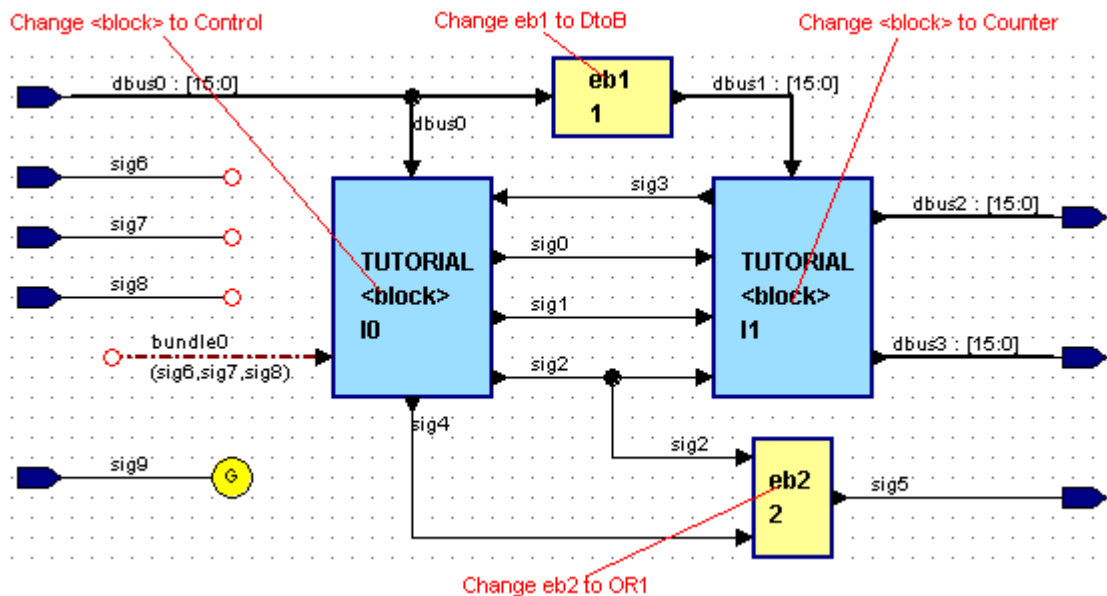 Change <block> to Control
Change eb1 to DtoB
Change <block> to Counter
dbus0 : [15:0]
eb1
1
dbus1 : [15:0]
dbus0
sig6
sig7
sig8
sig3
sig0
sig1
sig2
TUTORIAL
<block>
I0
TUTORIAL
<block>
I1
dbus2 : [15:0]
dbus3 : [15:0]
bundle0
(sig6,sig7,sig8).
sig4
sig2
sig9
G
eb2
2
sig5
Change eb2 to OR1